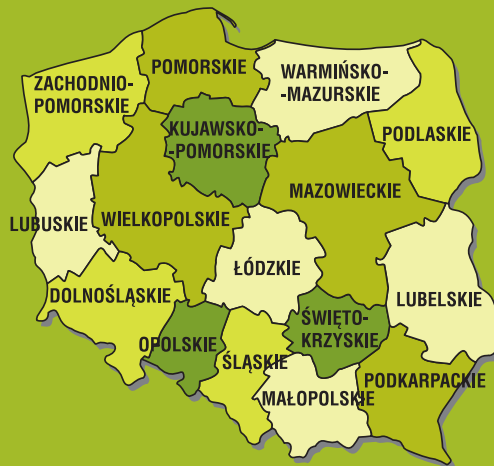 POMORSKIE
WARMIŃSKO-
-MAZURSKIE
ZACHODNIO-
POMORSKIE
KUJAWSKO-
-POMORSKIE
PODLASKIE
MAZOWIECKIE
LUBUSKIE
WIELKOPOLSKIE
ŁÓDZKIE
DOLNOŚLĄSKIE
LUBELSKIE
ŚWIĘTO-
KRZYSKIE
OPOLSKIE
ŚLĄSKIE
PODKARPACKIE
MAŁOPOLSKIE